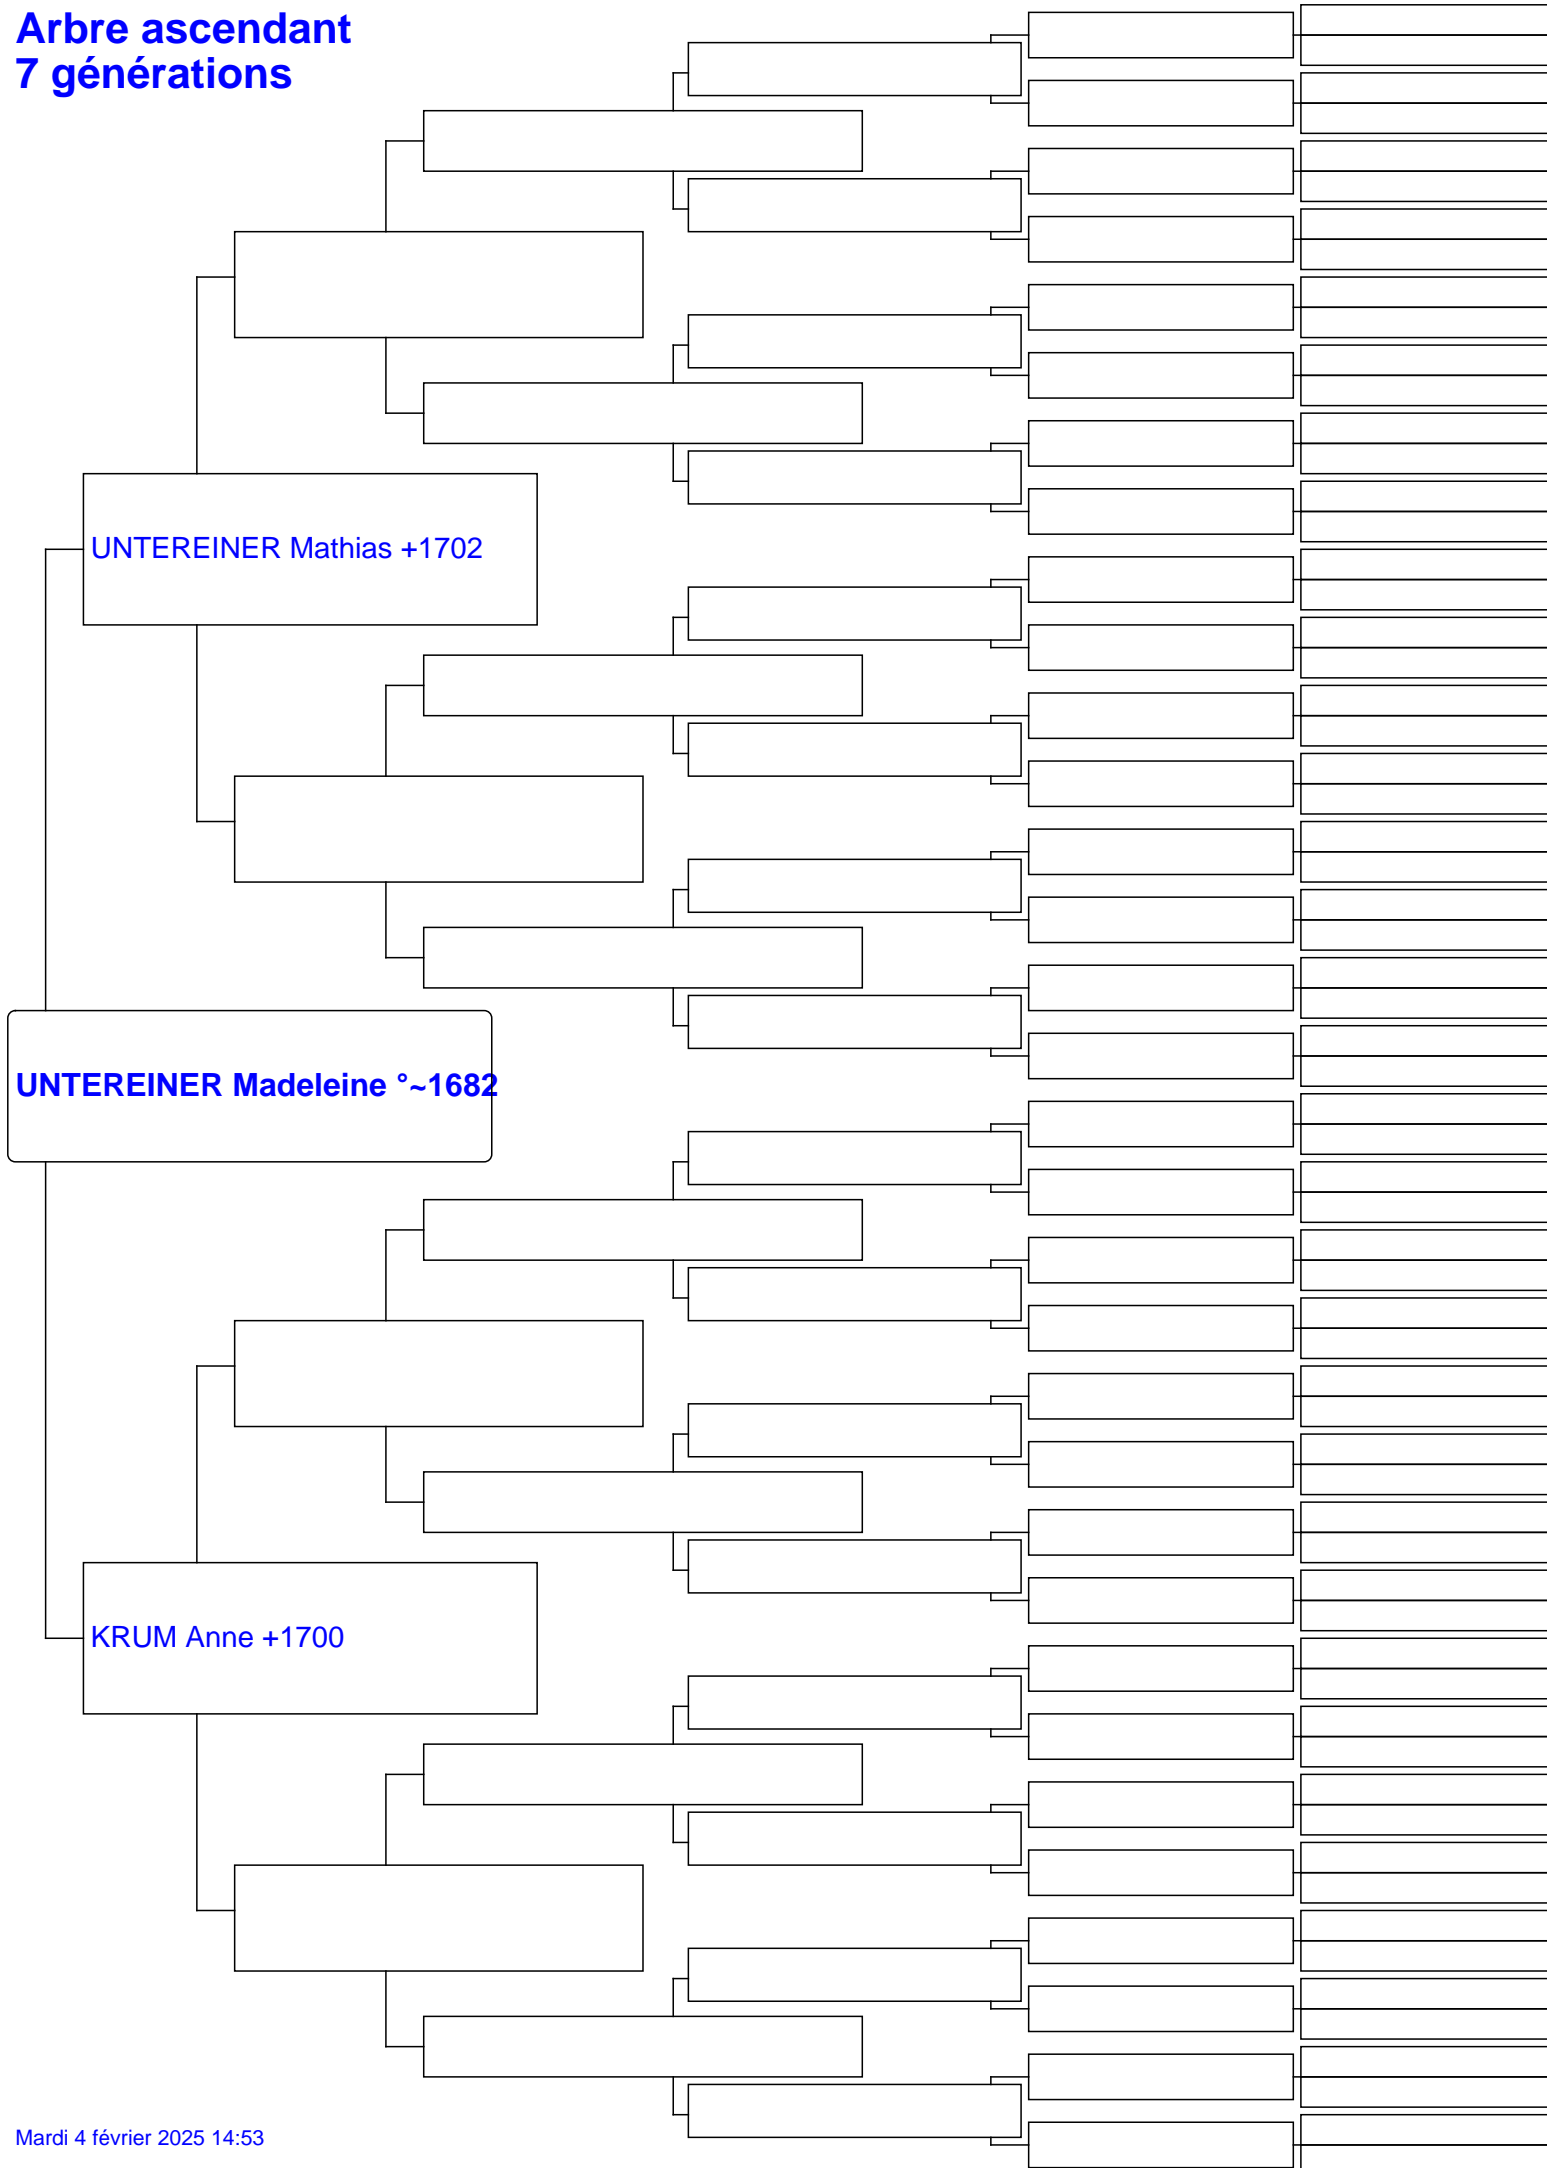 Arbre ascendant
7 générations
UNTEREINER Mathias +1702
UNTEREINER Madeleine °~1682
KRUM Anne +1700
Mardi 4 février 2025 14:53